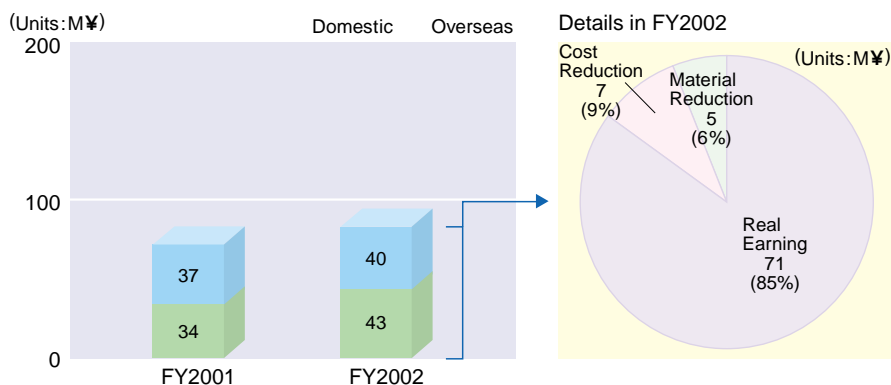 (Units:M¥)
Domestic Overseas
200
100
0
37
34
40
43
FY2001 FY2002
Details in FY2002
(Units:M¥)
Cost
Reduction
7
(9%)
Material
Reduction
5
(6%)
Real
Earning
71
(85%)